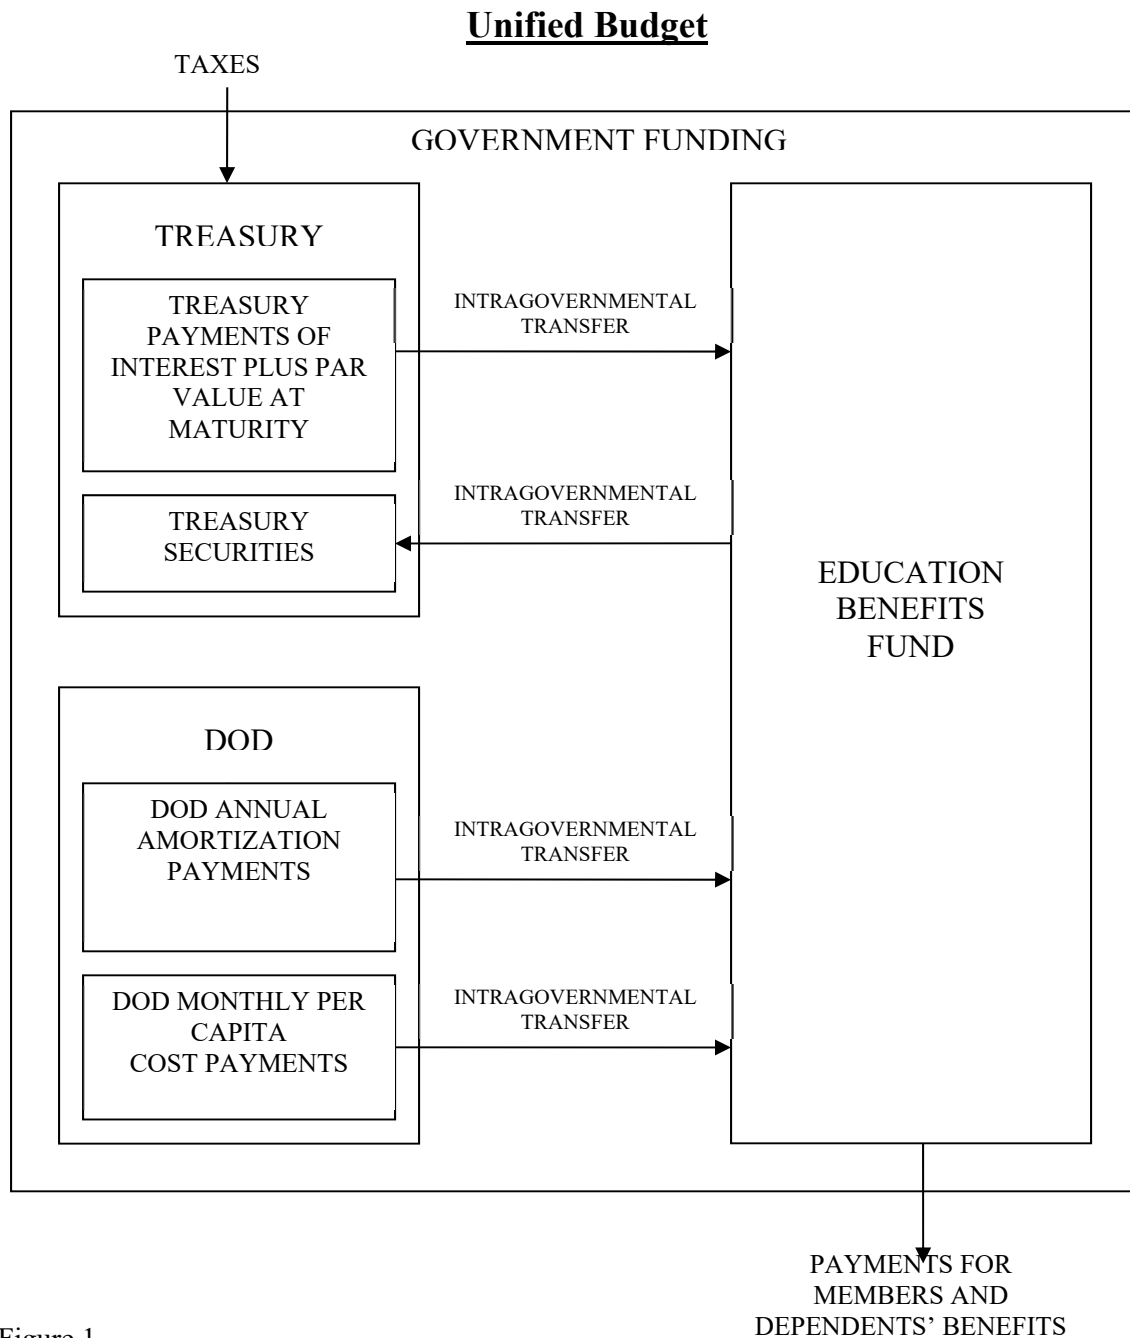 Unified Budget
TAXES
GOVERNMENT FUNDING
TREASURY
TREASURY
PAYMENTS OF
INTEREST PLUS PAR
VALUE AT
MATURITY
INTRAGOVERNMENTAL
TRANSFER
TREASURY
SECURITIES
INTRAGOVERNMENTAL
TRANSFER
EDUCATION
BENEFITS
FUND
DOD
DOD ANNUAL
AMORTIZATION
PAYMENTS
INTRAGOVERNMENTAL
TRANSFER
DOD MONTHLY PER
CAPITA
COST PAYMENTS
INTRAGOVERNMENTAL
TRANSFER
PAYMENTS FOR
MEMBERS AND
DEPENDENTS’ BENEFITS
Figure 1